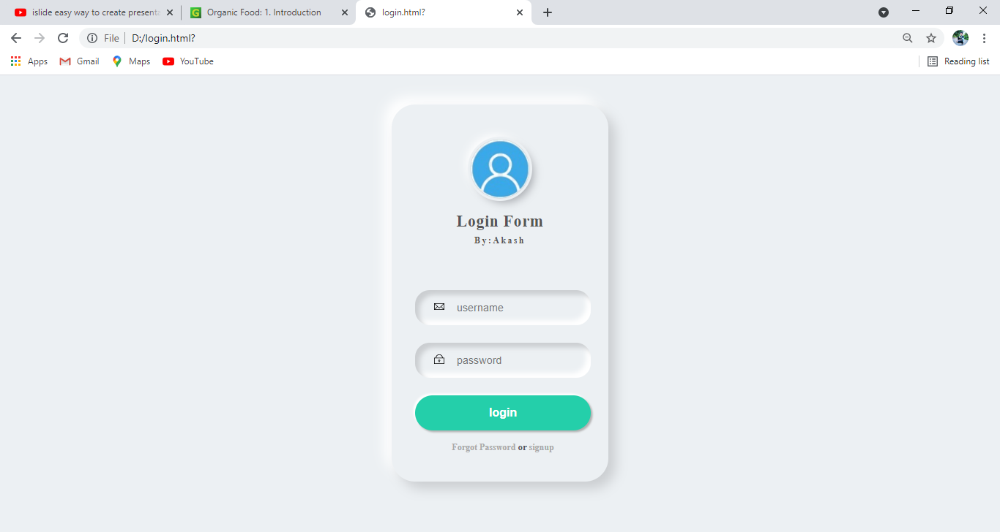 islide easy way to create presenta
Organic Food: 1. Introduction
login.html?
File
D:/login.html?
Apps
Gmail
Maps
YouTube
Reading list
Login Form
By:Akash
username
password
login
Forgot Password or signup